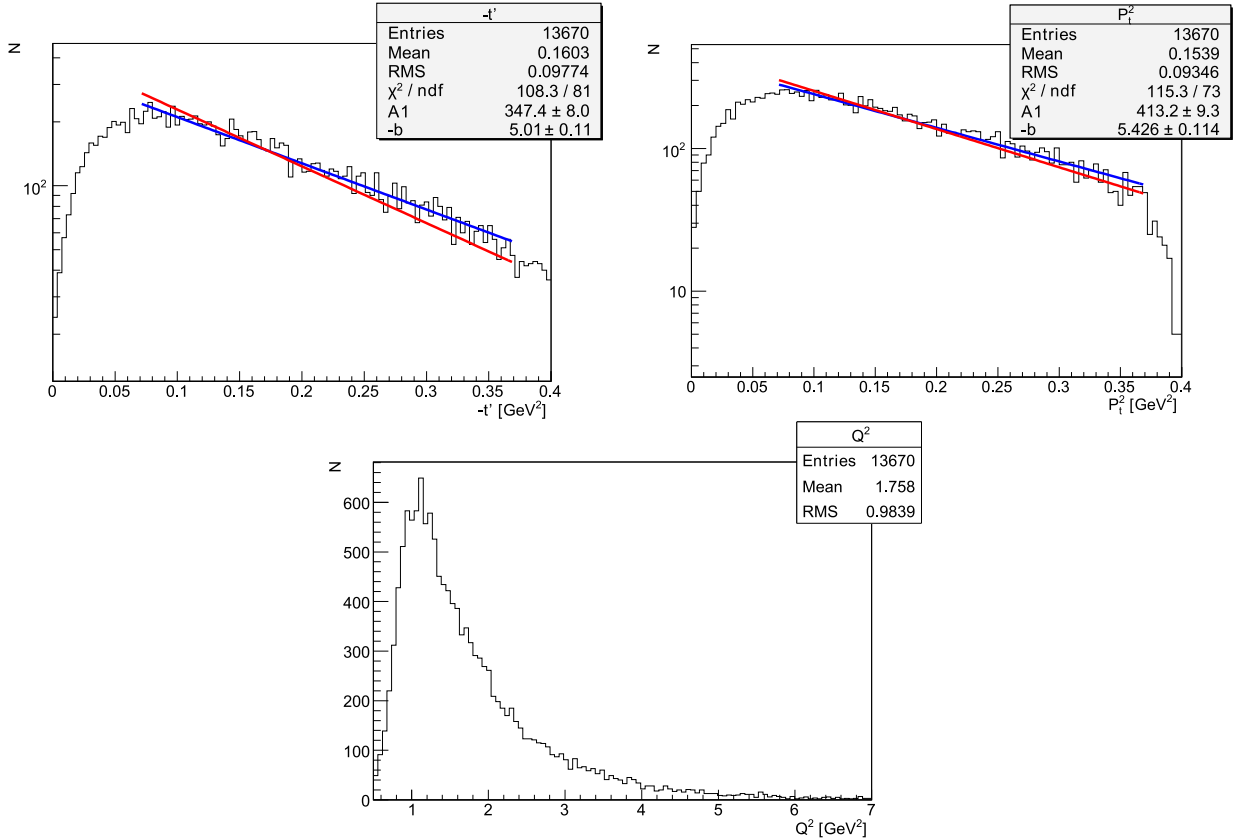 -t'
Entries 13670
Mean 0.1603
RMS 0.09774
χ² / ndf 108.3 / 81
A1 347.4 ± 8.0
-b 5.01 ± 0.11
N
10²
0 0.05 0.1 0.15 0.2 0.25 0.3 0.35 0.4
-t' [GeV²]
P²ₜ
Entries 13670
Mean 0.1539
RMS 0.09346
χ² / ndf 115.3 / 73
A1 413.2 ± 9.3
-b 5.426 ± 0.114
N
10²
10
0 0.05 0.1 0.15 0.2 0.25 0.3 0.35 0.4
P²ₜ [GeV²]
Q²
Entries 13670
Mean 1.758
RMS 0.9839
N
600
500
400
300
200
100
0
1 2 3 4 5 6 7
Q² [GeV²]